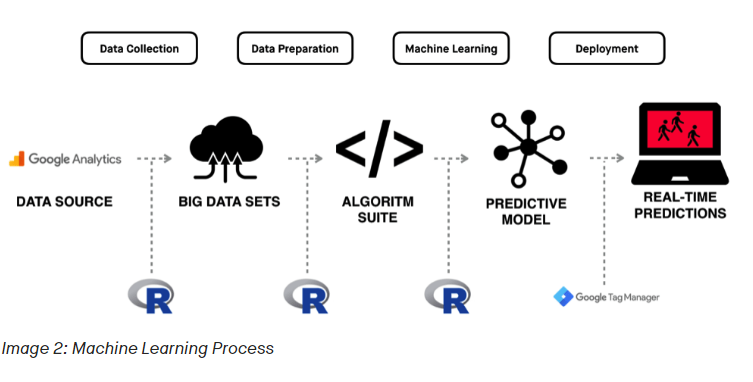 Data Collection
Data Preparation
Machine Learning
Deployment
Google Analytics
</>
DATA SOURCE
BIG DATA SETS
ALGORITM
SUITE
PREDICTIVE
MODEL
REAL-TIME
PREDICTIONS
R
R
R
Google Tag Manager
Image 2: Machine Learning Process